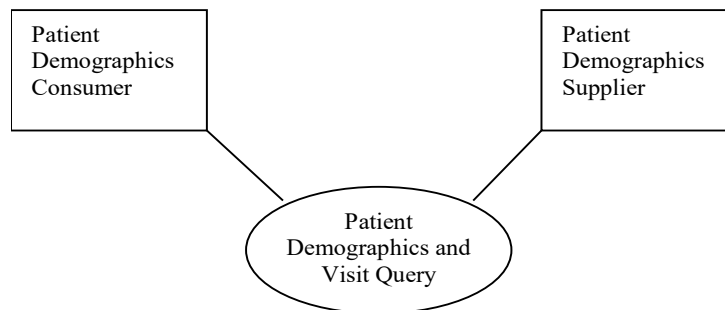 Patient
Demographics
Consumer
Patient
Demographics
Supplier
Patient
Demographics and
Visit Query